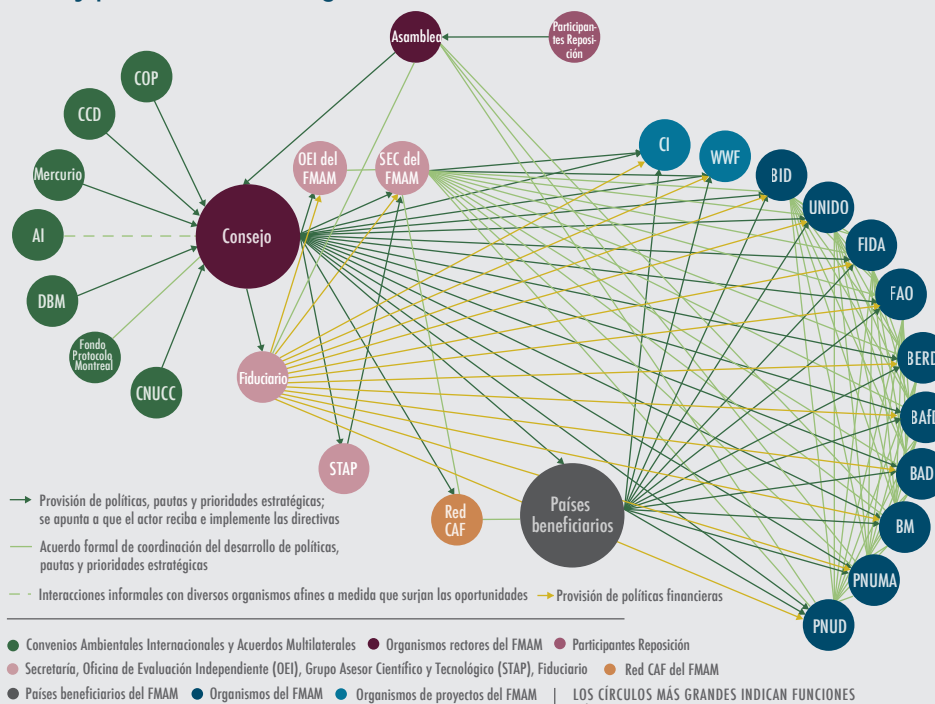 Asamblea
Participan-
tes Reposi-
ción
COP
CCD
Mercurio
AI
DBM
Fondo
Protocolo
Montreal
CNUCC
Consejo
OEI del
FMAM
SEC del
FMAM
Fiduciario
STAP
Red
CAF
Países
beneficiarios
CI
WWF
BID
UNIDO
FIDA
FAO
BERD
BAfD
BAD
BM
PNUMA
PNUD
Provisión de políticas, pautas y prioridades estratégicas;
se apunta a que el actor reciba e implemente las directivas
Acuerdo formal de coordinación del desarrollo de políticas,
pautas y prioridades estratégicas
Interacciones informales con diversos organismos afines a medida que surjan las oportunidades
Provisión de políticas financieras
Convenios Ambientales Internacionales y Acuerdos Multilaterales
Organismos rectores del FMAM
Participantes Reposición
Secretaría, Oficina de Evaluación Independiente (OEI), Grupo Asesor Científico y Tecnológico (STAP), Fiduciario
Red CAF del FMAM
Países beneficiarios del FMAM
Organismos del FMAM
Organismos de proyectos del FMAM
| LOS CÍRCULOS MÁS GRANDES INDICAN FUNCIONES